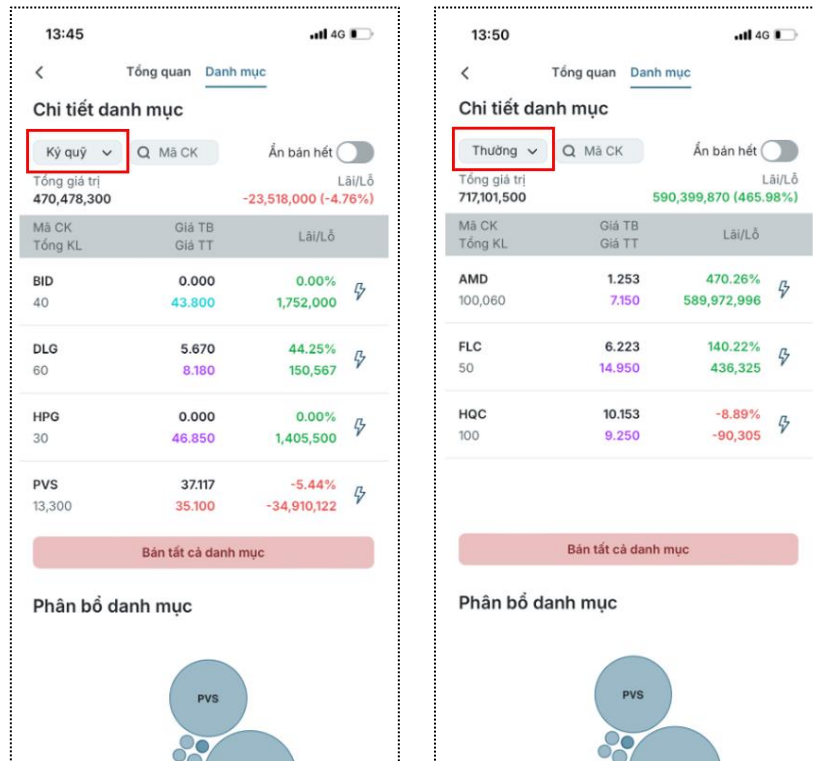 13:45
4G
Tổng quan Danh mục
Chi tiết danh mục
Ký quỹ Mã CK Ẩn bán hết
Tổng giá trị Lãi/Lỗ
470,478,300 -23,518,000 (-4.76%)
Mã CK Giá TB Lãi/Lỗ
Tổng KL Giá TT
BID 0.000 0.00%
40 43.800 1,752,000
DLG 5.670 44.25%
60 8.180 150,567
HPG 0.000 0.00%
30 46.850 1,405,500
PVS 37.117 -5.44%
13,300 35.100 -34,910,122
Bán tất cả danh mục
Phân bổ danh mục
PVS
13:50
4G
Tổng quan Danh mục
Chi tiết danh mục
Thường Mã CK Ẩn bán hết
Tổng giá trị Lãi/Lỗ
717,101,500 590,399,870 (465.98%)
Mã CK Giá TB Lãi/Lỗ
Tổng KL Giá TT
AMD 1.253 470.26%
100,060 7.150 589,972,996
FLC 6.223 140.22%
50 14.950 436,325
HQC 10.153 -8.89%
100 9.250 -90,305
Bán tất cả danh mục
Phân bổ danh mục
PVS